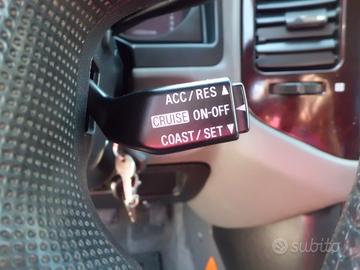 ACC/RES ▲
CRUISE ON-OFF ◀
COAST/SET ▼
subito